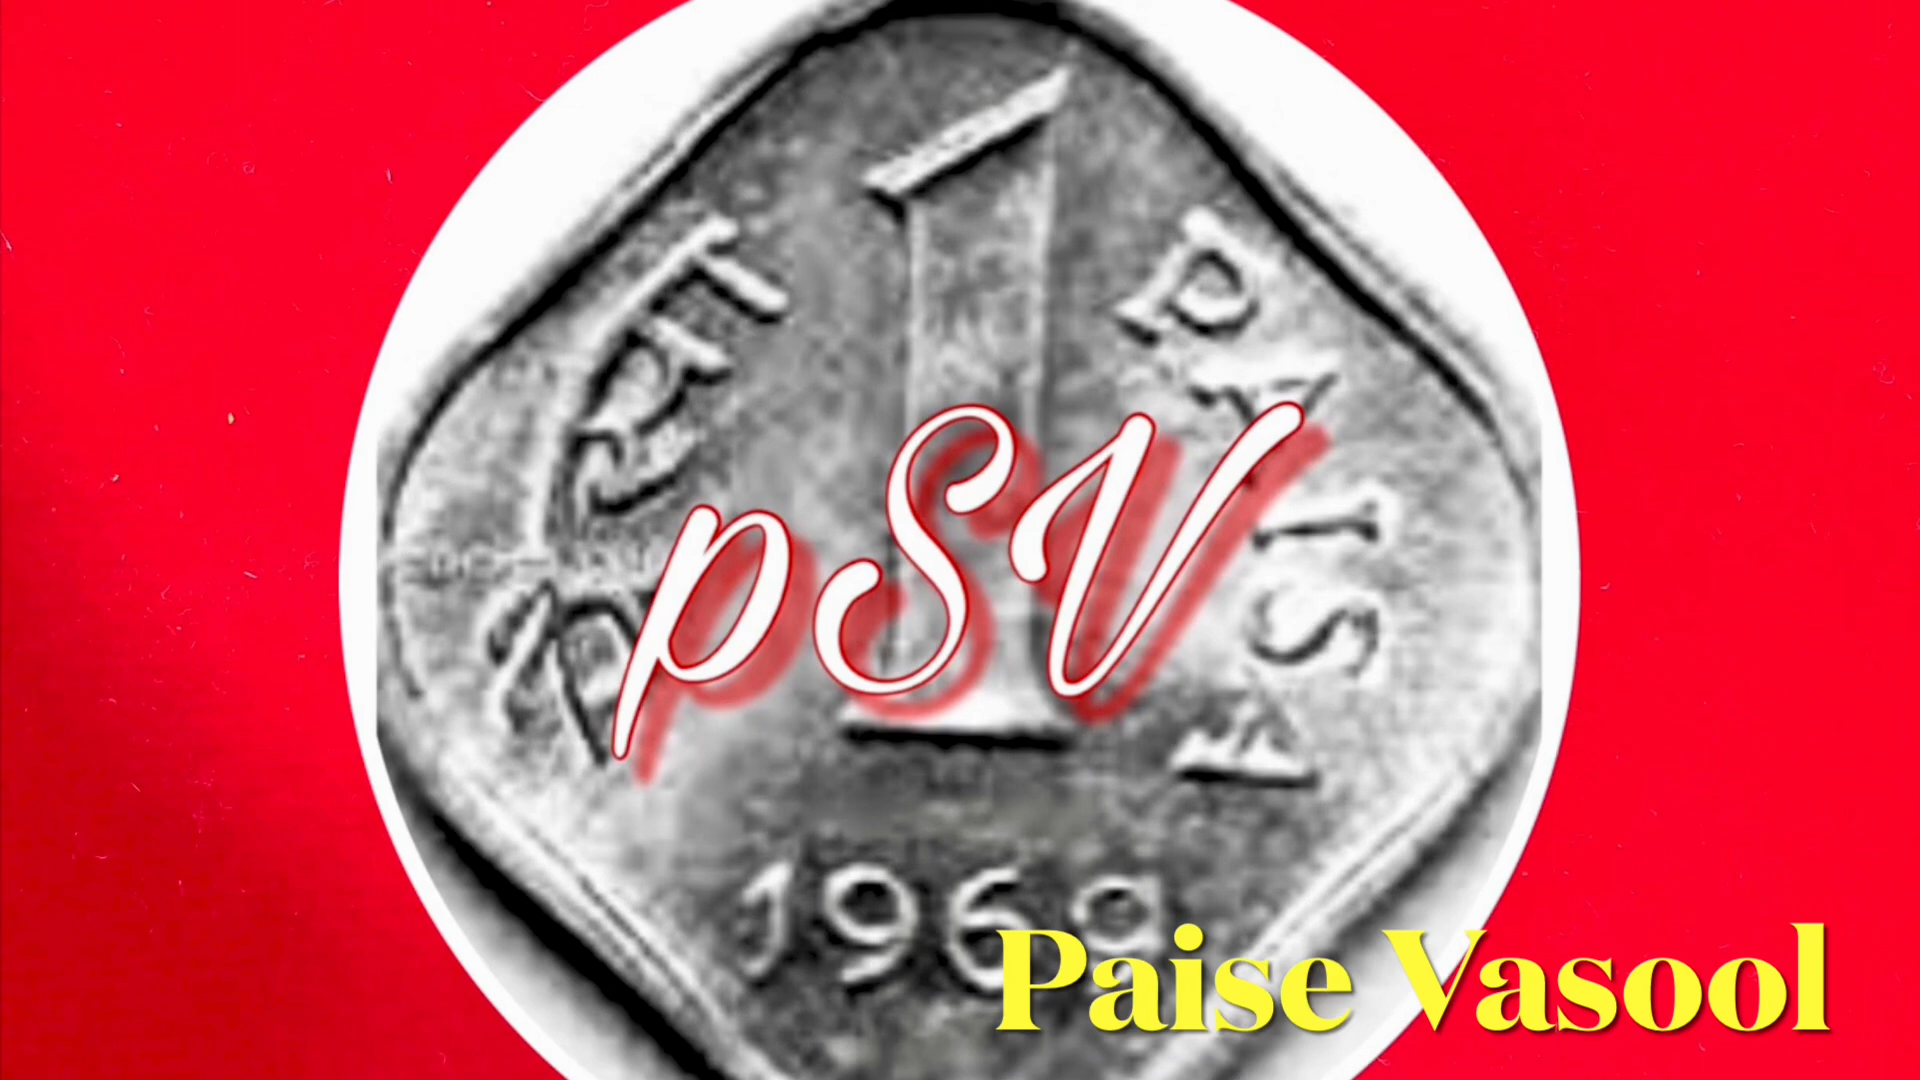 1
पैसा
PAISA
pSV
1969
Paise Vasool